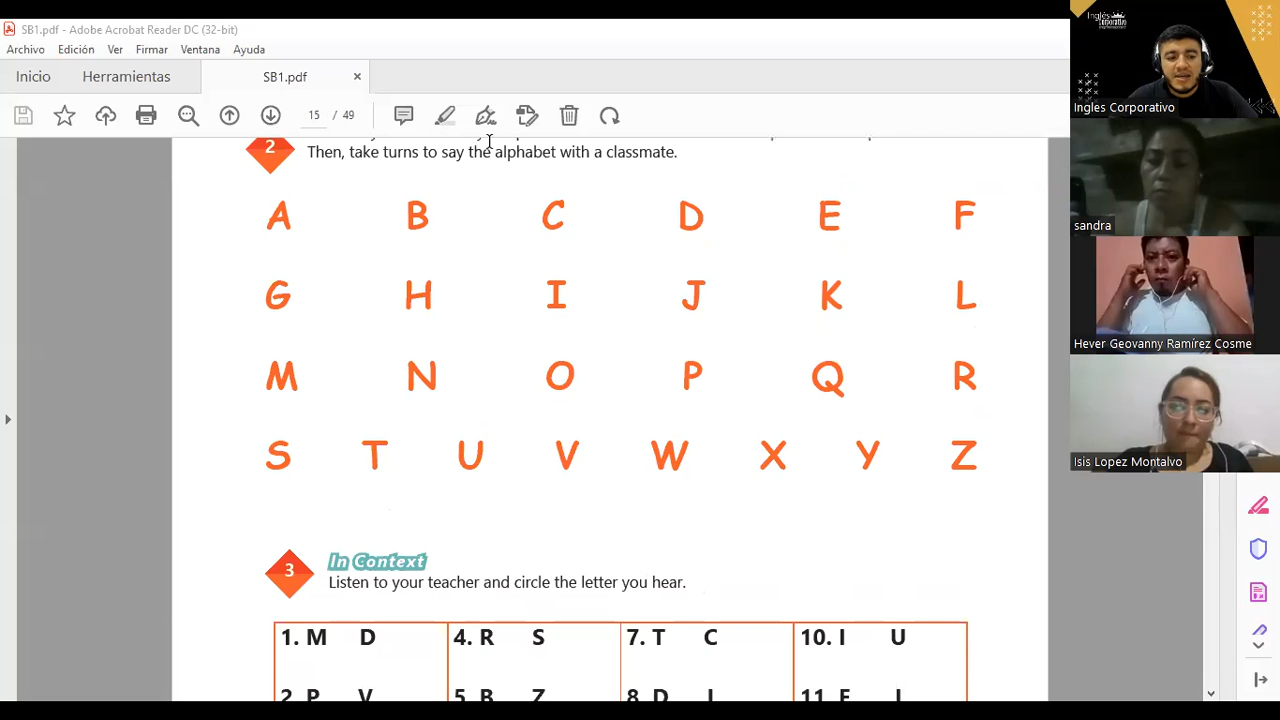 SB1.pdf - Adobe Acrobat Reader DC (32-bit)
Archivo Edición Ver Firmar Ventana Ayuda
Inicio Herramientas SB1.pdf ×
15 / 49
2
Then, take turns to say the alphabet with a classmate.
A B C D E F
G H I J K L
M N O P Q R
S T U V W X Y Z
3 In Context
Listen to your teacher and circle the letter you hear.
1. M D 4. R S 7. T C 10. I U
Inglés
Corporativo
Ingles Corporativo
sandra
Hever Geovanny Ramírez Cosme
Isis Lopez Montalvo